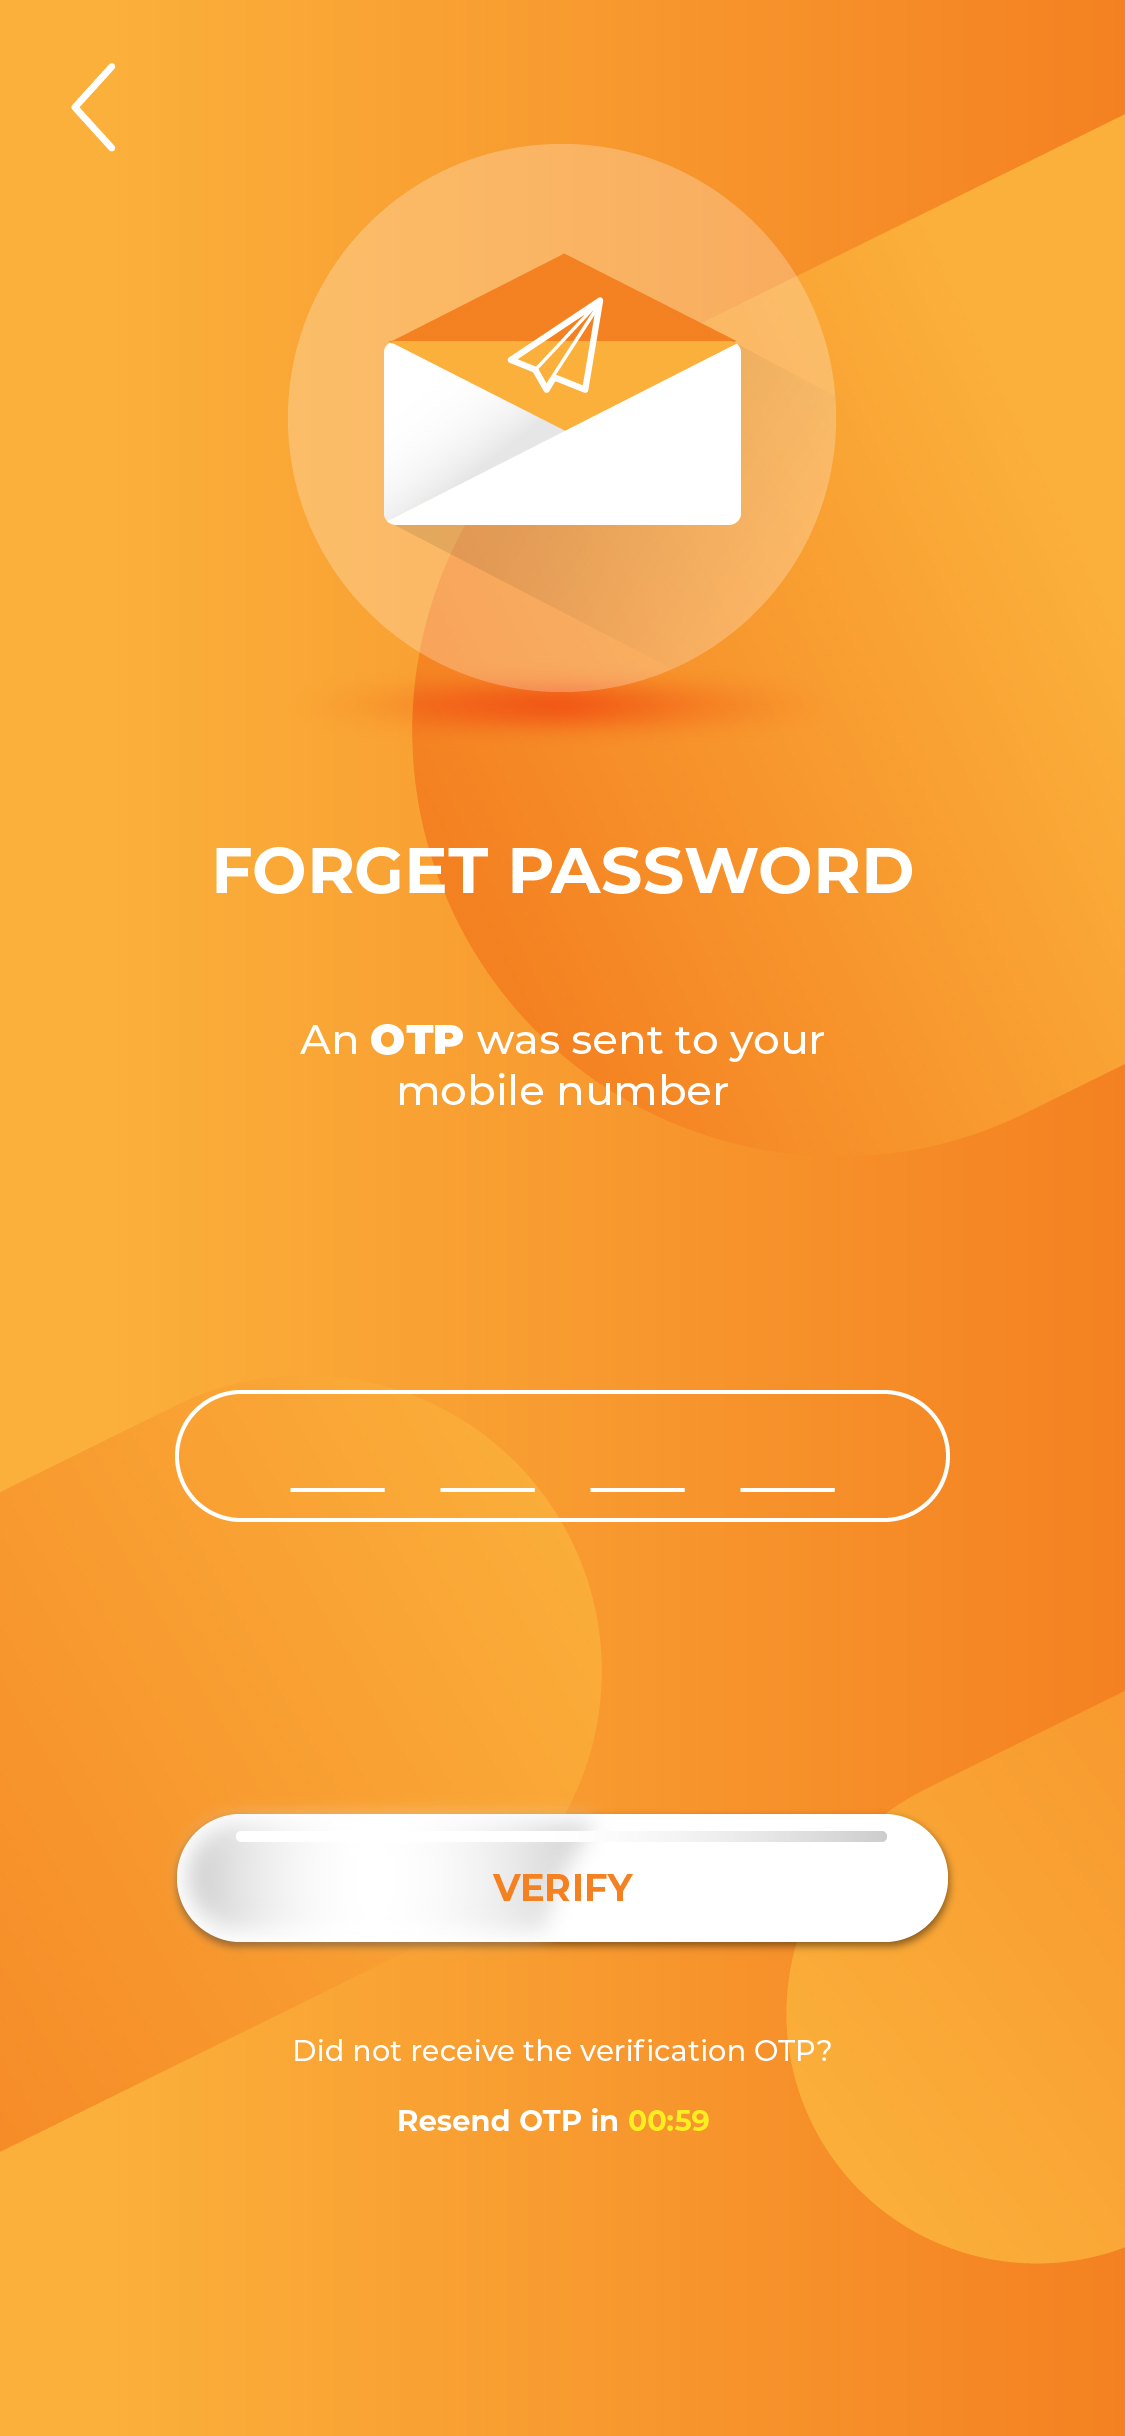 FORGET PASSWORD
An OTP was sent to your
mobile number
VERIFY
Did not receive the verification OTP?
Resend OTP in 00:59